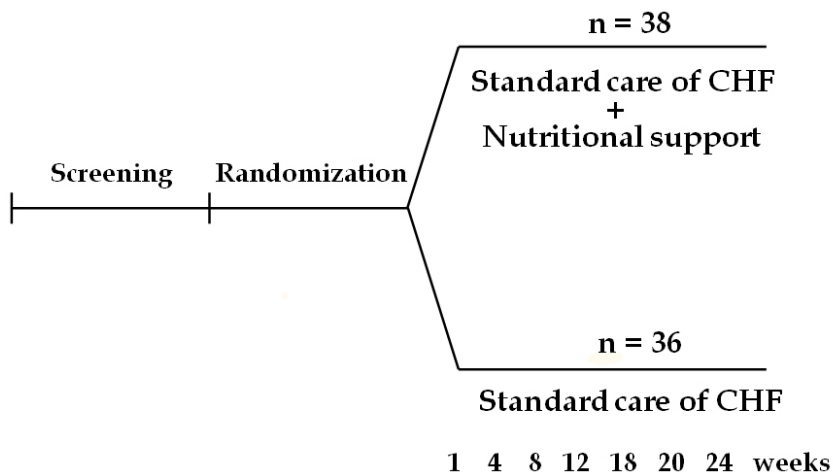 n = 38
Standard care of CHF
+
Nutritional support
Screening Randomization
n = 36
Standard care of CHF
1 4 8 12 18 20 24 weeks